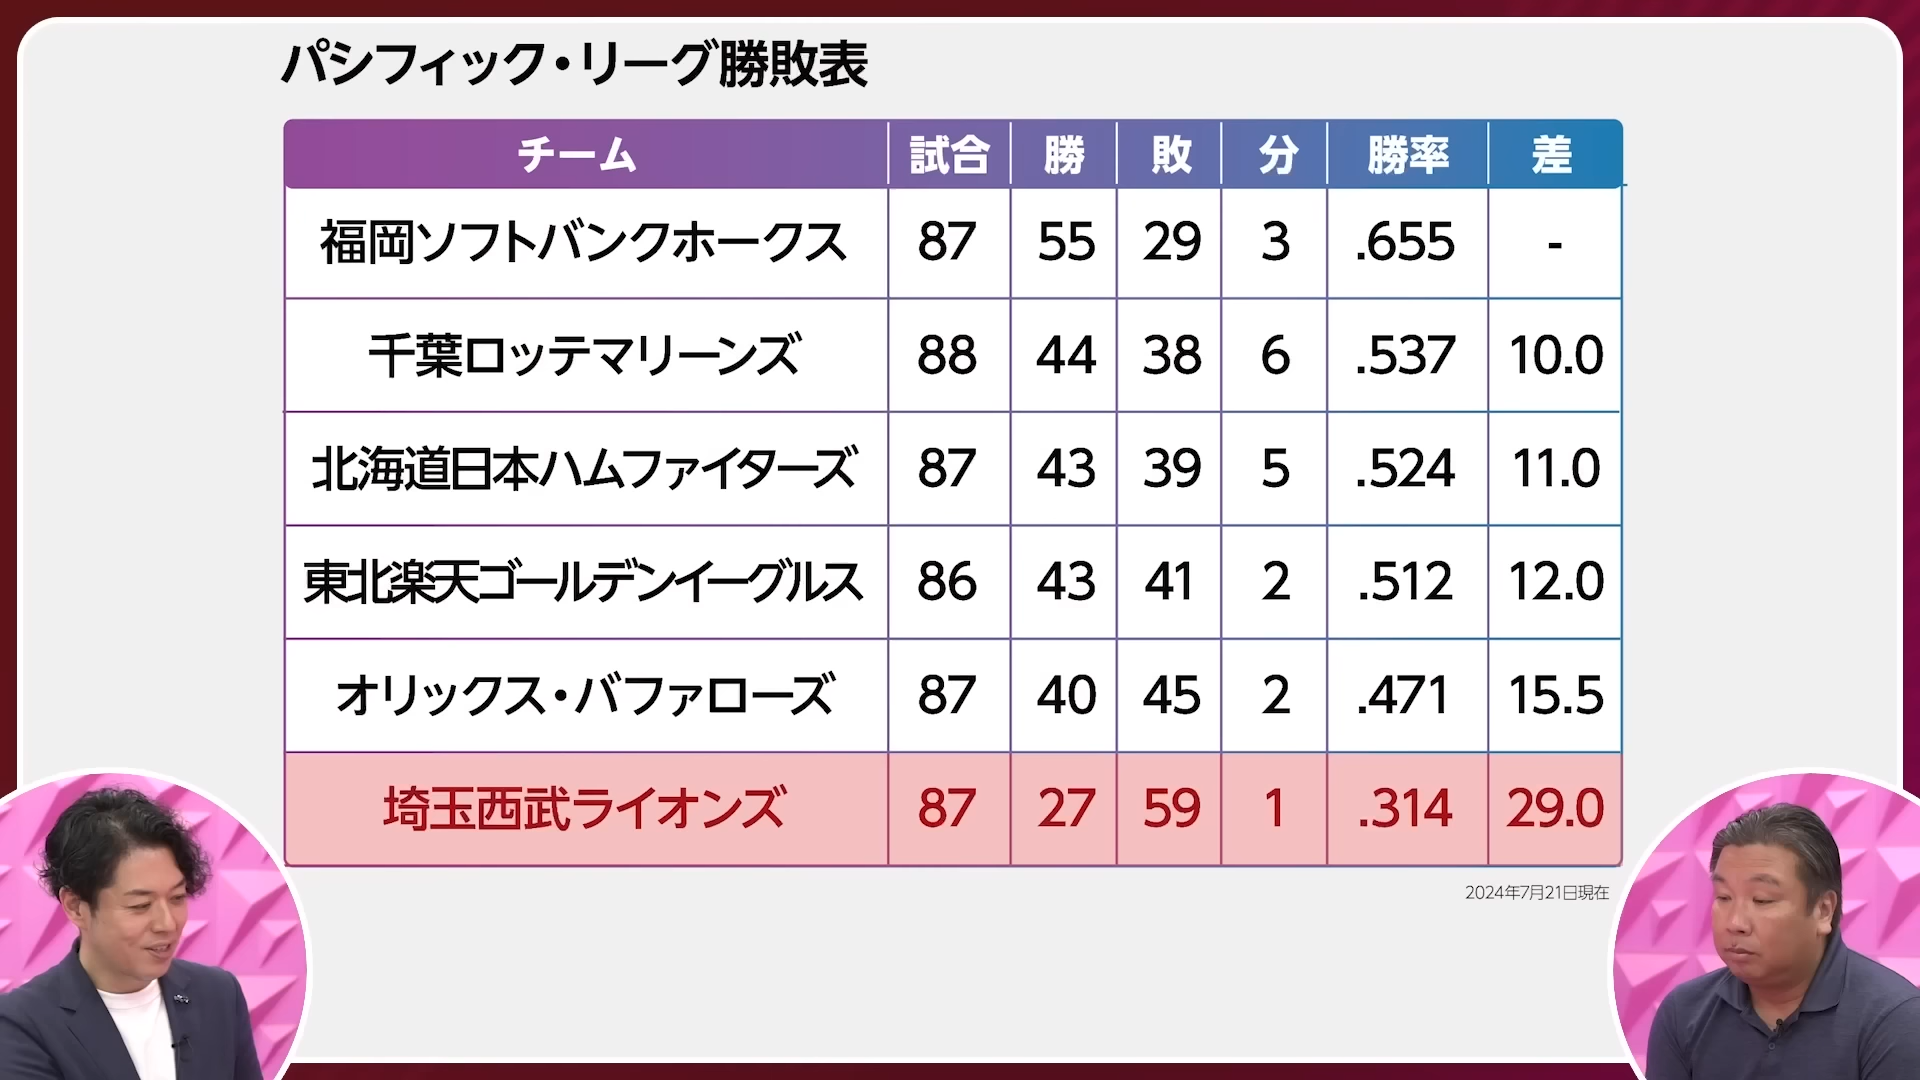 パシフィック・リーグ勝敗表
チーム 試合 勝 敗 分 勝率 差
福岡ソフトバンクホークス 87 55 29 3 .655 -
千葉ロッテマリーンズ 88 44 38 6 .537 10.0
北海道日本ハムファイターズ 87 43 39 5 .524 11.0
東北楽天ゴールデンイーグルス 86 43 41 2 .512 12.0
オリックス・バファローズ 87 40 45 2 .471 15.5
埼玉西武ライオンズ 87 27 59 1 .314 29.0
2024年7月21日現在